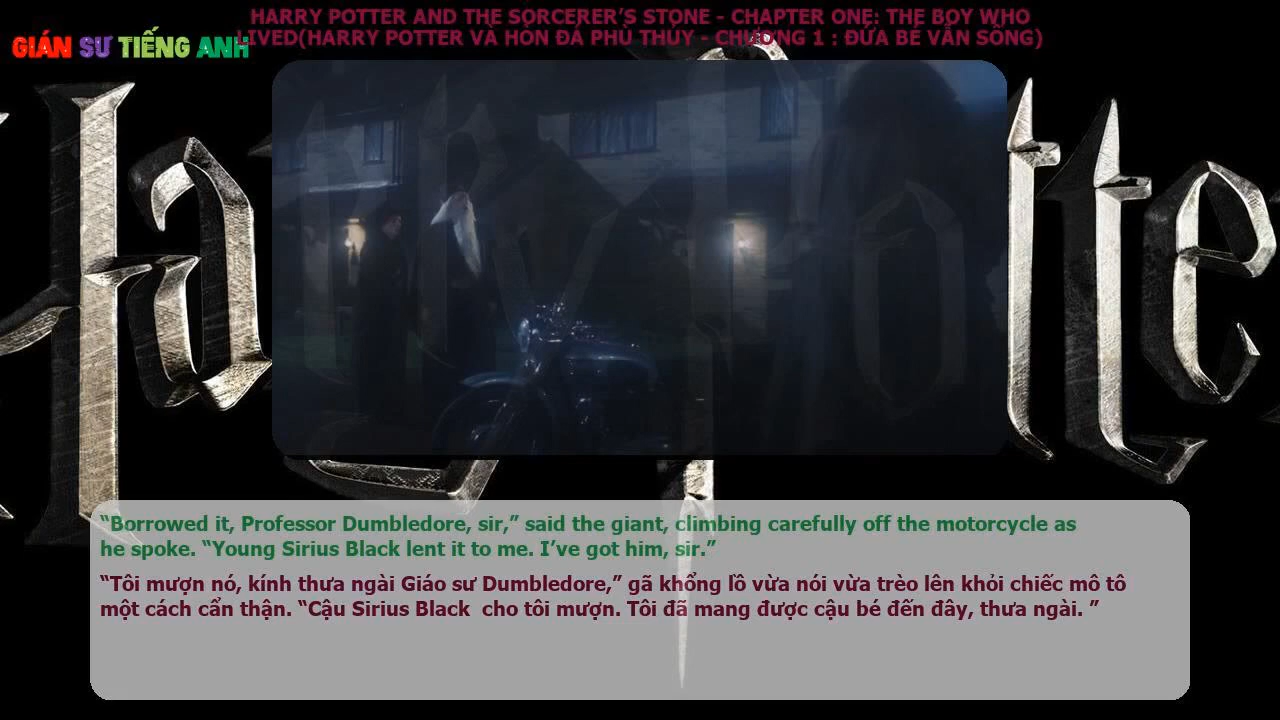 HARRY POTTER AND THE SORCERER’S STONE - CHAPTER ONE: THE BOY WHO
LIVED(HARRY POTTER VÀ HÒN ĐÁ PHÙ THỦY - CHƯƠNG 1 : ĐỨA BÉ VẪN SỐNG)
GIÁN SƯ TIẾNG ANH
Harry Potter
“Borrowed it, Professor Dumbledore, sir,” said the giant, climbing carefully off the motorcycle as
he spoke. “Young Sirius Black lent it to me. I’ve got him, sir.”
“Tôi mượn nó, kính thưa ngài Giáo sư Dumbledore,” gã khổng lồ vừa nói vừa trèo lên khỏi chiếc mô tô
một cách cẩn thận. “Cậu Sirius Black  cho tôi mượn. Tôi đã mang được cậu bé đến đây, thưa ngài. ”